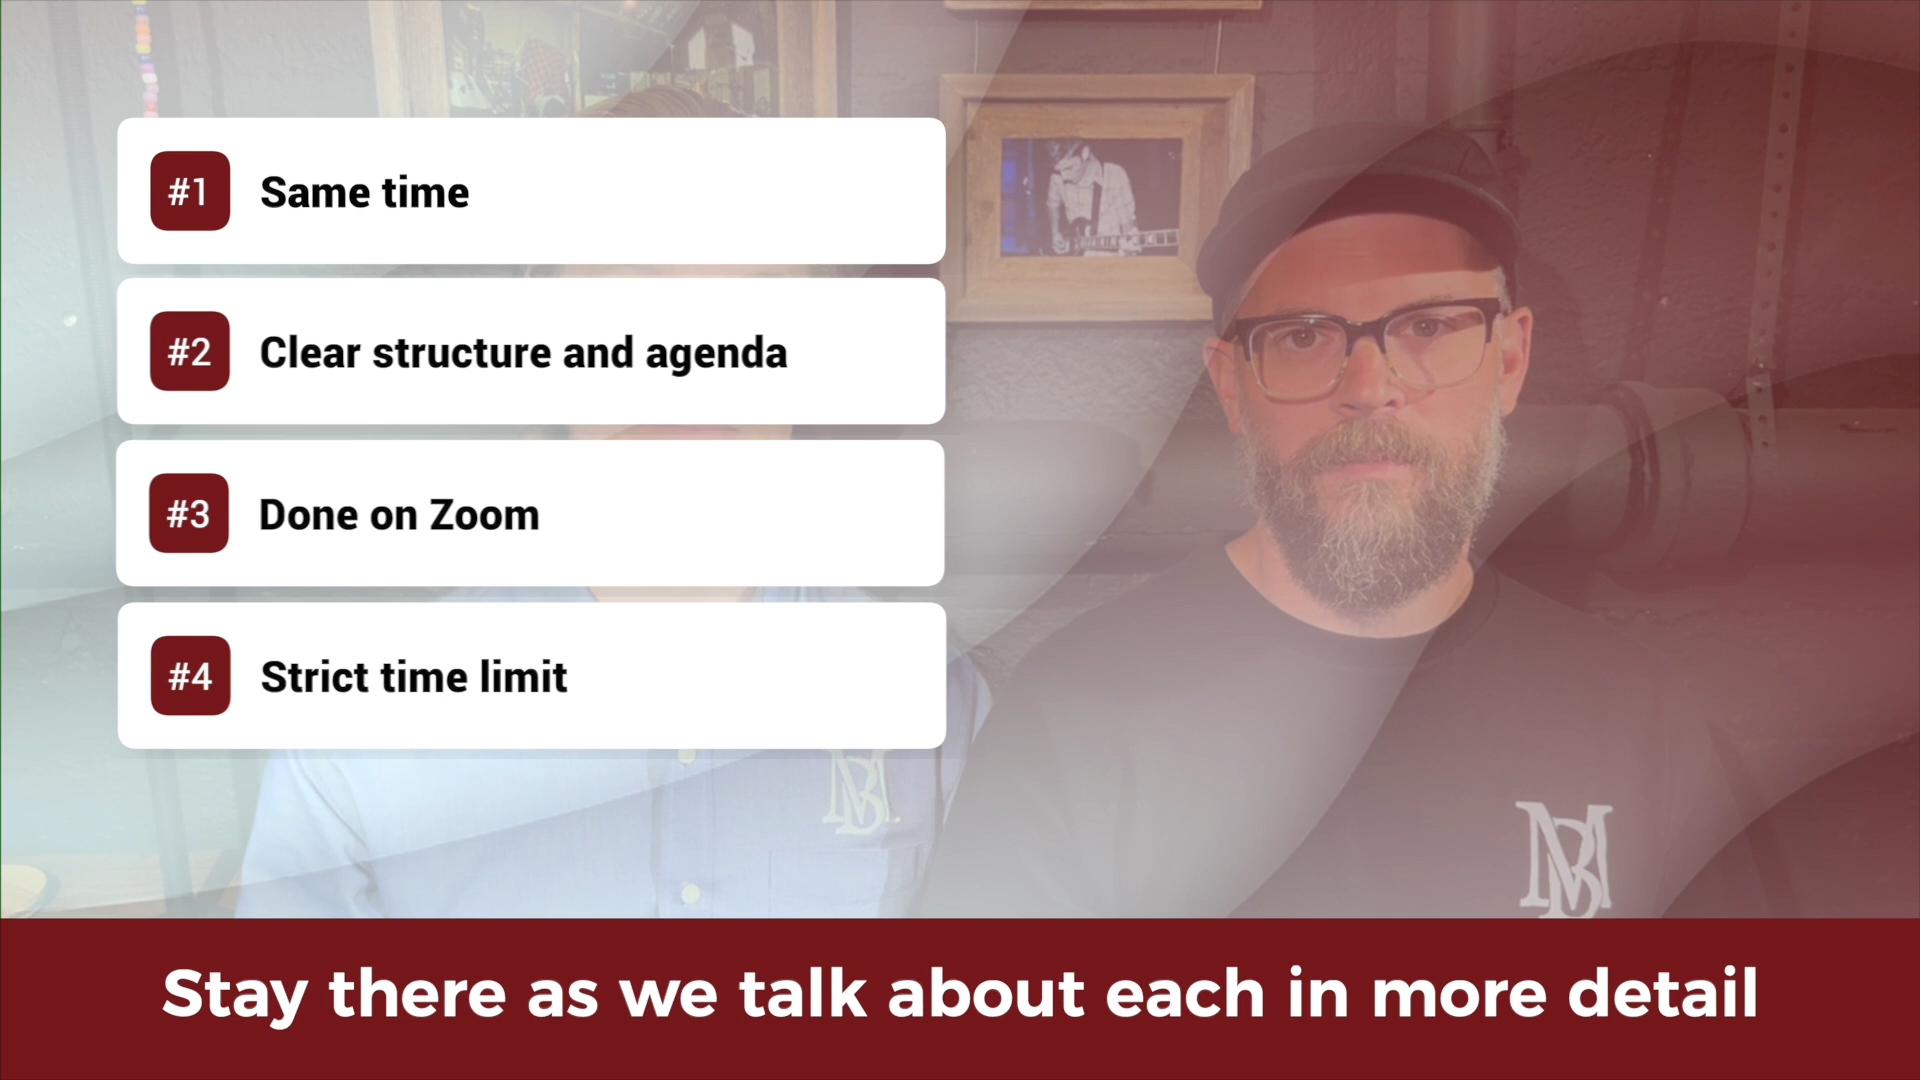 #1 Same time
#2 Clear structure and agenda
#3 Done on Zoom
#4 Strict time limit
Stay there as we talk about each in more detail